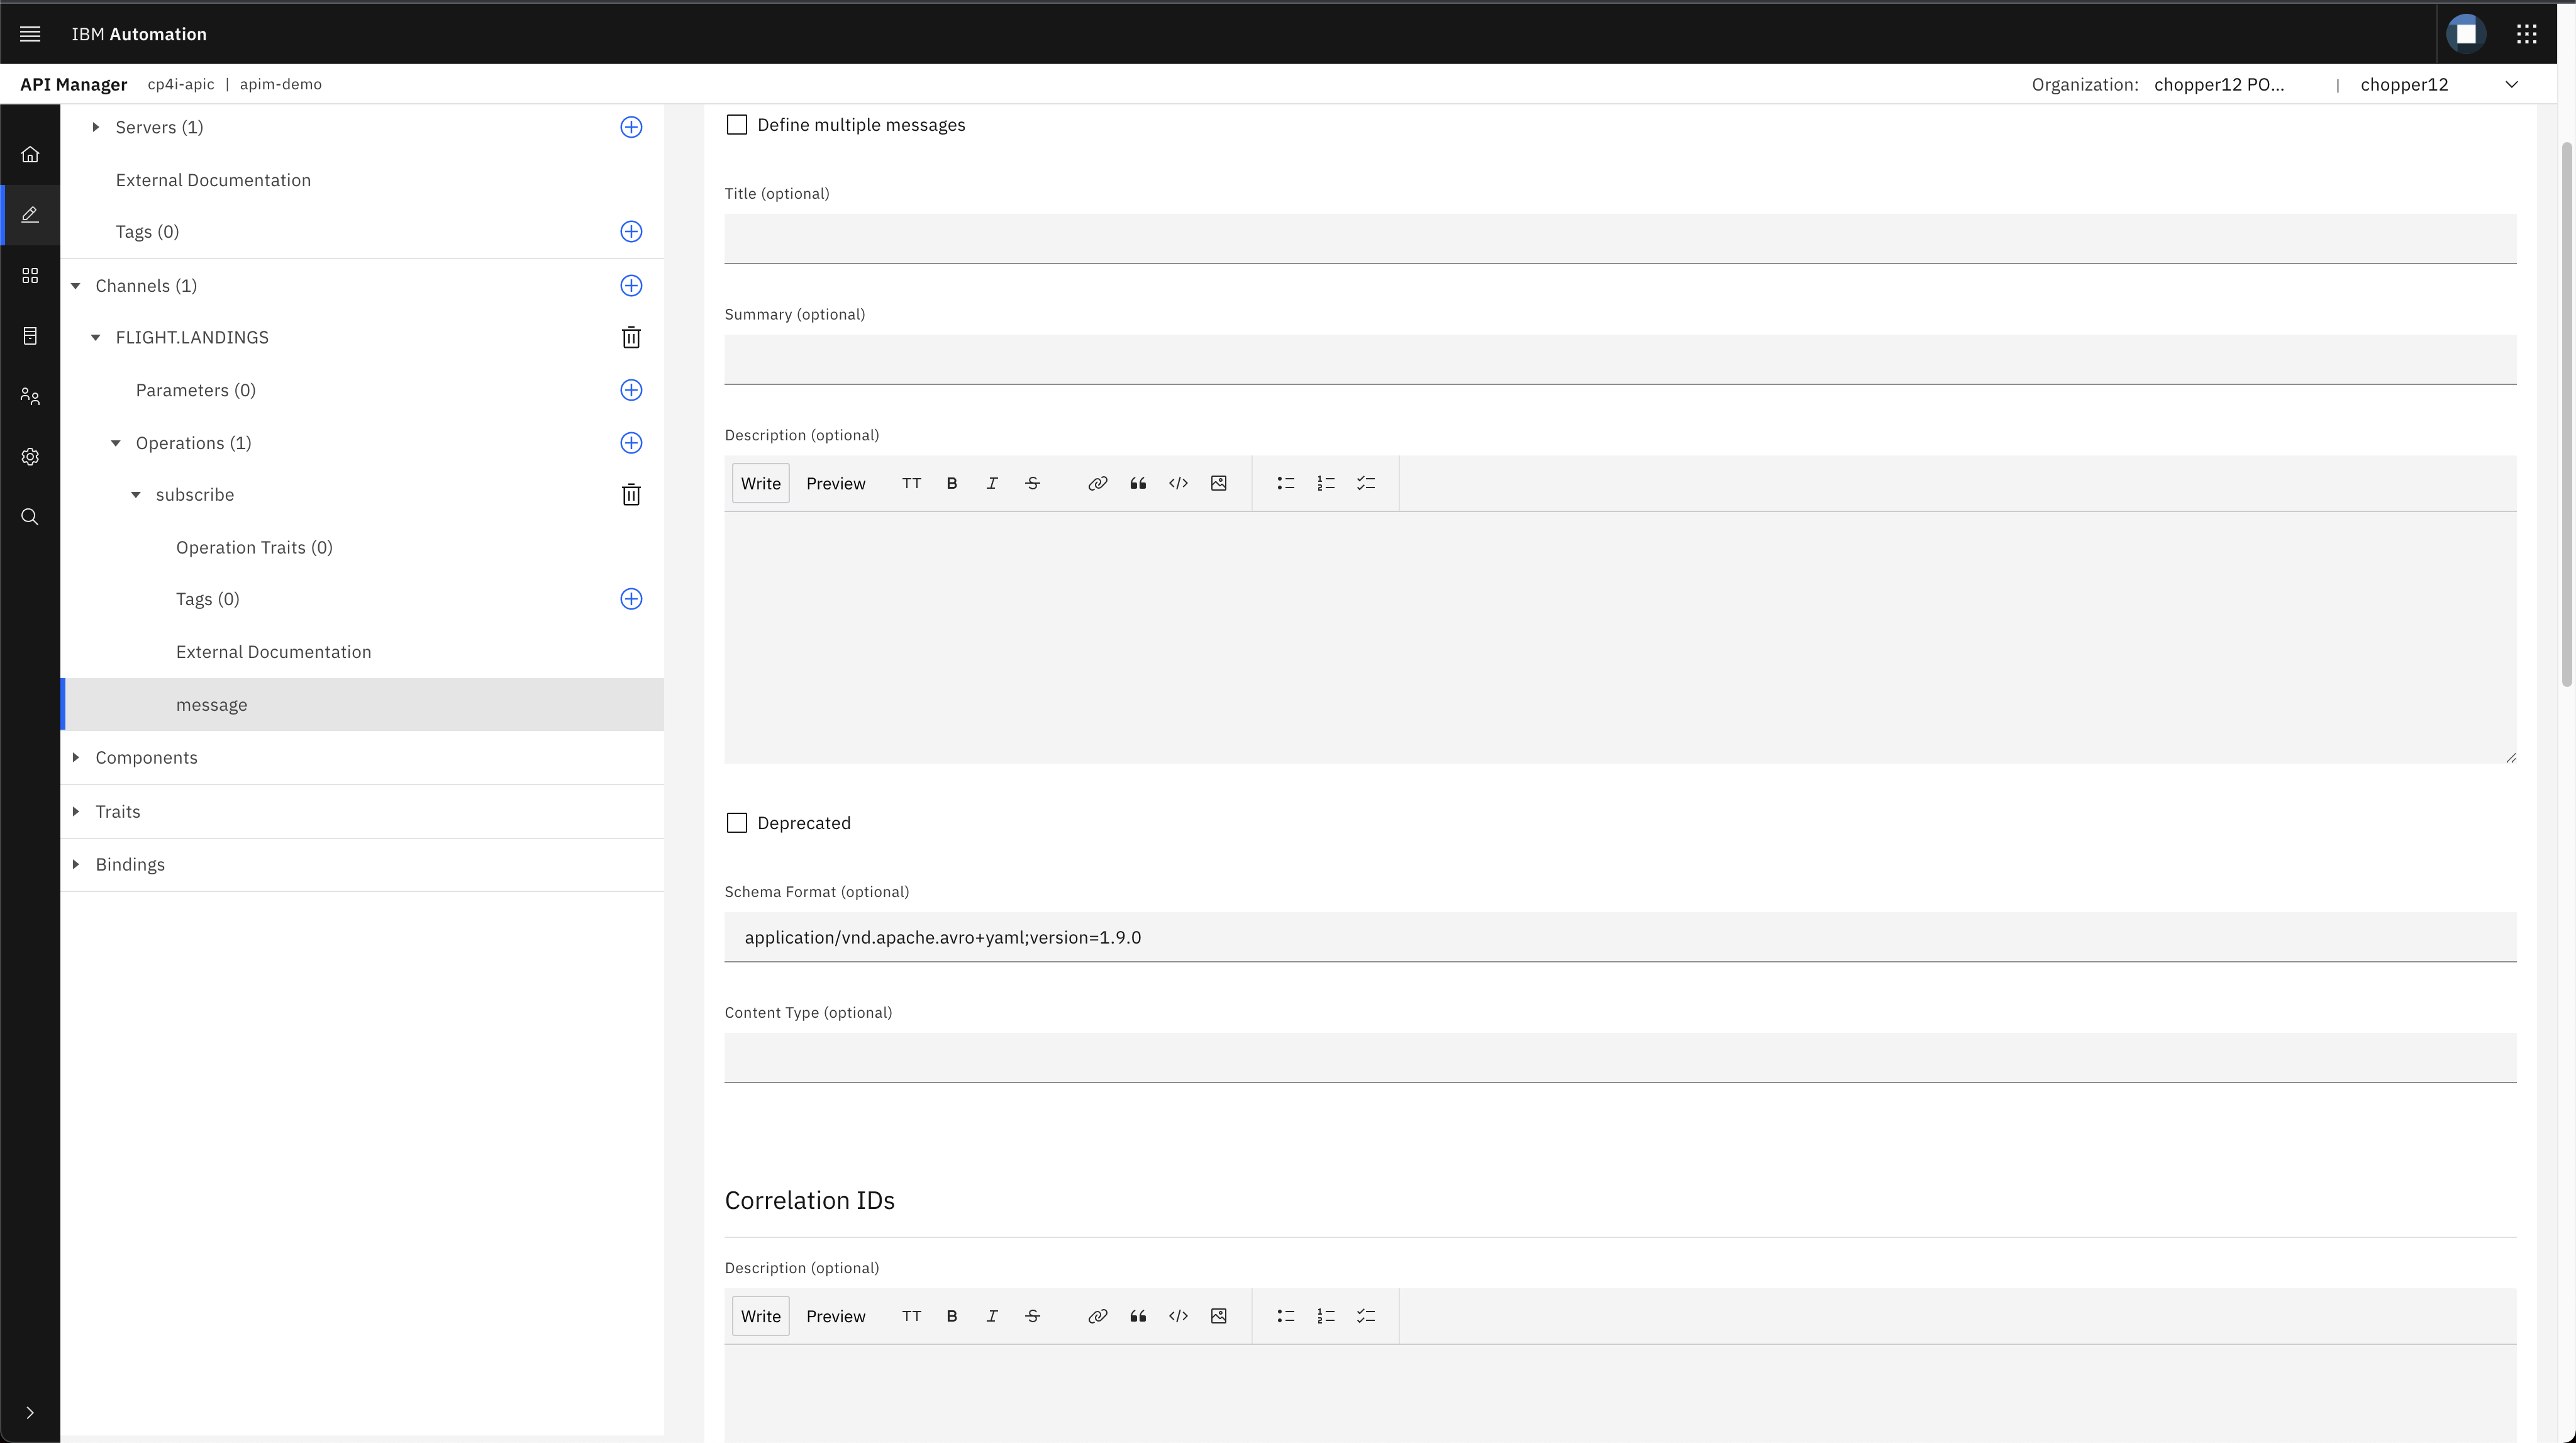 IBM Automation
API Manager cp4i-apic | apim-demo Organization: chopper12 PO... | chopper12
Servers (1)
External Documentation
Tags (0)
Channels (1)
FLIGHT.LANDINGS
Parameters (0)
Operations (1)
subscribe
Operation Traits (0)
Tags (0)
External Documentation
message
Components
Traits
Bindings
Define multiple messages
Title (optional)
Summary (optional)
Description (optional)
Write Preview TT B I S
Deprecated
Schema Format (optional)
application/vnd.apache.avro+yaml;version=1.9.0
Content Type (optional)
Correlation IDs
Description (optional)
Write Preview TT B I S